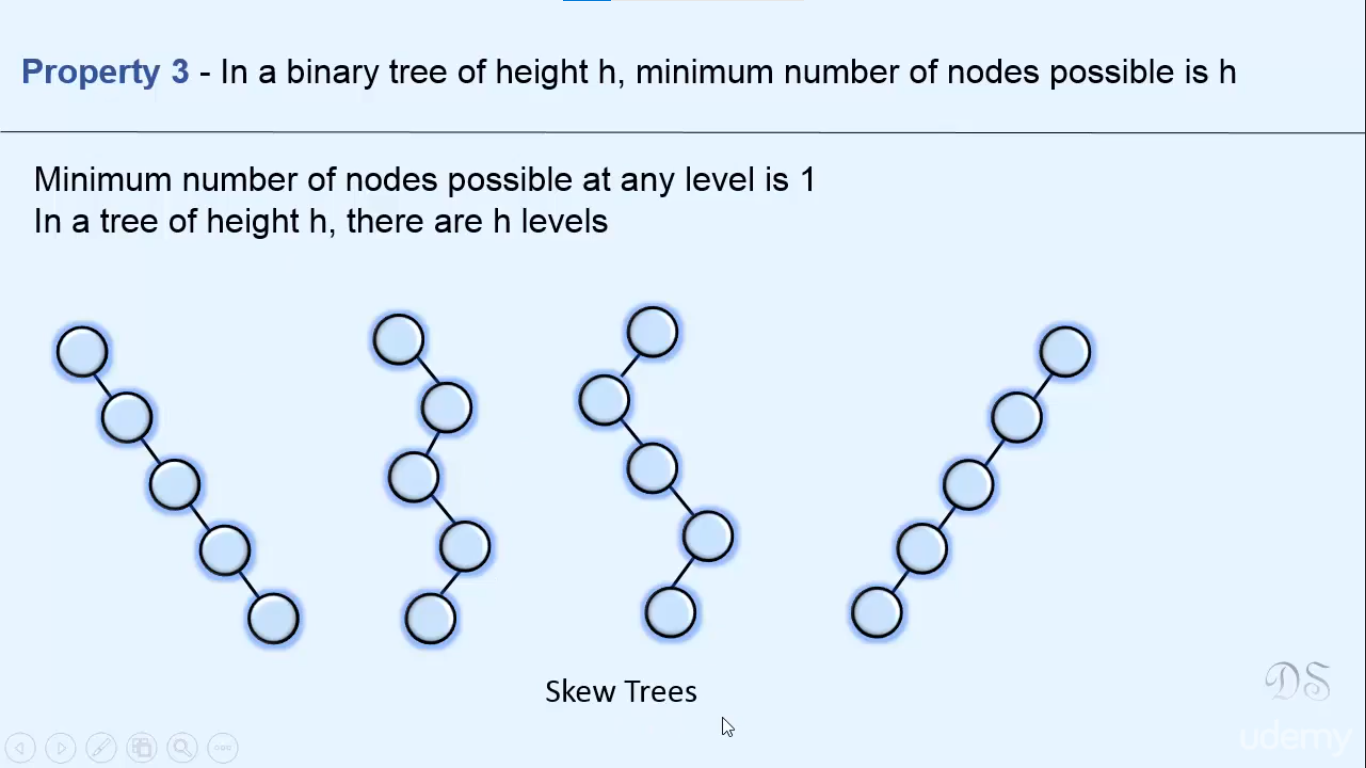 Property 3 - In a binary tree of height h, minimum number of nodes possible is h
Minimum number of nodes possible at any level is 1
In a tree of height h, there are h levels
Skew Trees
DS
udemy